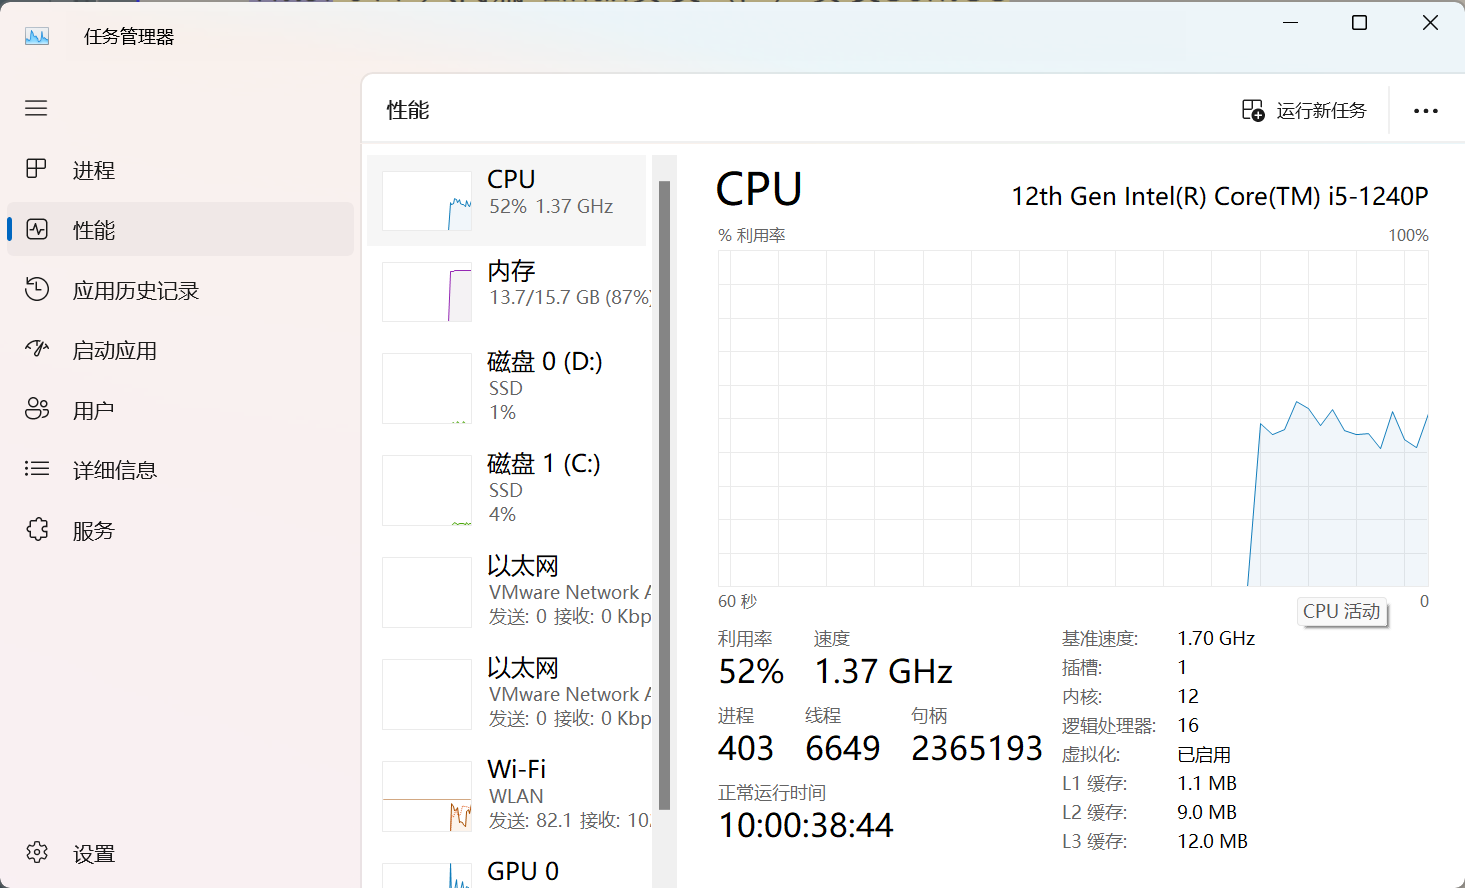 任务管理器
性能
运行新任务
进程
性能
应用历史记录
启动应用
用户
详细信息
服务
设置
CPU
52% 1.37 GHz
内存
13.7/15.7 GB (87%)
磁盘 0 (D:)
SSD
1%
磁盘 1 (C:)
SSD
4%
以太网
VMware Network A
发送: 0 接收: 0 Kbp
以太网
VMware Network A
发送: 0 接收: 0 Kbp
Wi-Fi
WLAN
发送: 82.1 接收: 10.
GPU 0
CPU
12th Gen Intel(R) Core(TM) i5-1240P
% 利用率 100%
60 秒 0
CPU 活动
利用率 速度
52% 1.37 GHz
进程 线程 句柄
403 6649 2365193
正常运行时间
10:00:38:44
基准速度: 1.70 GHz
插槽: 1
内核: 12
逻辑处理器: 16
虚拟化: 已启用
L1 缓存: 1.1 MB
L2 缓存: 9.0 MB
L3 缓存: 12.0 MB